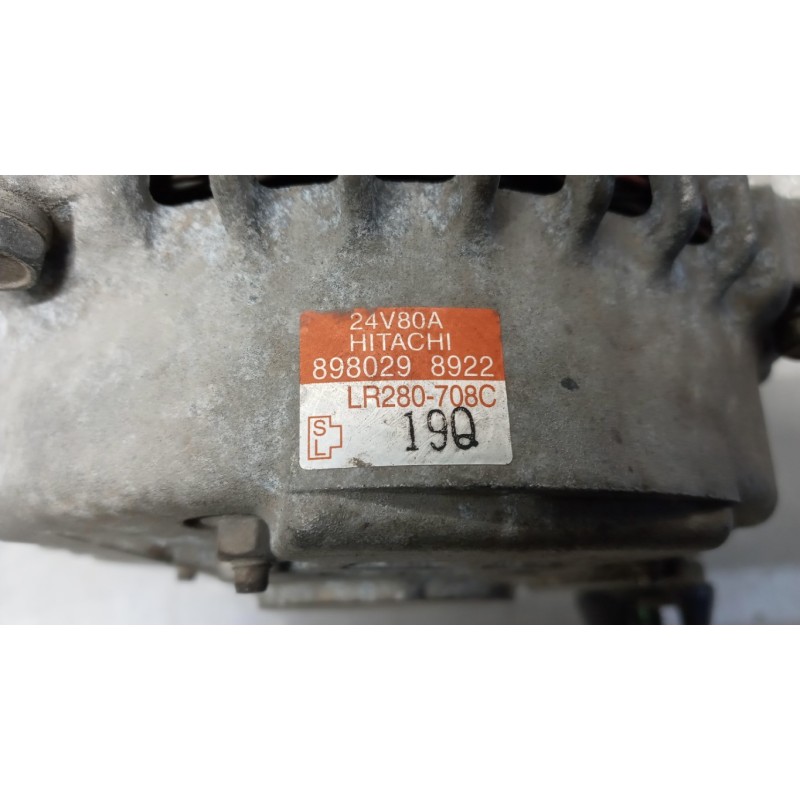 24V80A
HITACHI
898029 8922
LR280-708C
S
L
19Q